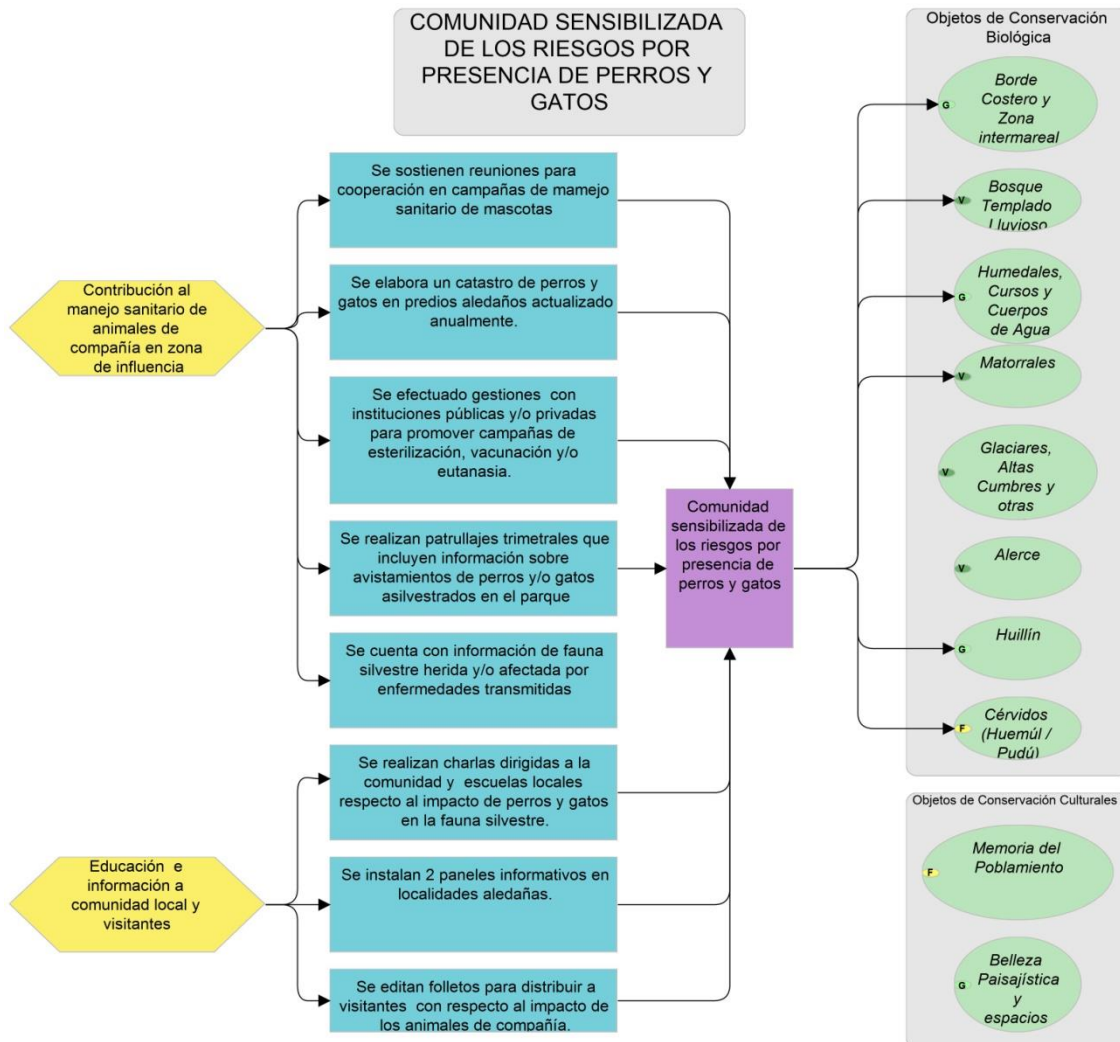 COMUNIDAD SENSIBILIZADA
DE LOS RIESGOS POR
PRESENCIA DE PERROS Y
GATOS
Contribución al
manejo sanitario de
animales de
compañía en zona
de influencia
Educación e
información a
comunidad local y
visitantes
Se sostienen reuniones para
cooperación en campañas de mamejo
sanitario de mascotas
Se elabora un catastro de perros y
gatos en predios aledaños actualizado
anualmente.
Se efectuado gestiones con
instituciones públicas y/o privadas
para promover campañas de
esterilización, vacunación y/o
eutanasia.
Se realizan patrullajes trimetrales que
incluyen información sobre
avistamientos de perros y/o gatos
asilvestrados en el parque
Se cuenta con información de fauna
silvestre herida y/o afectada por
enfermedades transmitidas
Se realizan charlas dirigidas a la
comunidad y escuelas locales
respecto al impacto de perros y gatos
en la fauna silvestre.
Se instalan 2 paneles informativos en
localidades aledañas.
Se editan folletos para distribuir a
visitantes con respecto al impacto de
los animales de compañía.
Comunidad
sensibilizada de
los riesgos por
presencia de
perros y gatos
Objetos de Conservación
Biológica
Borde
Costero y
G
Zona
intermareal
Bosque
V
Templado
Lluvioso
Humedales,
G
Cursos y
Cuerpos
de Agua
Matorrales
V
Glaciares,
Altas
V
Cumbres y
otras
Alerce
V
Huillín
G
Cérvidos
F
(Huemúl /
Pudú)
Objetos de Conservación Culturales
Memoria del
Poblamiento
F
Belleza
Paisajística
G
y
espacios